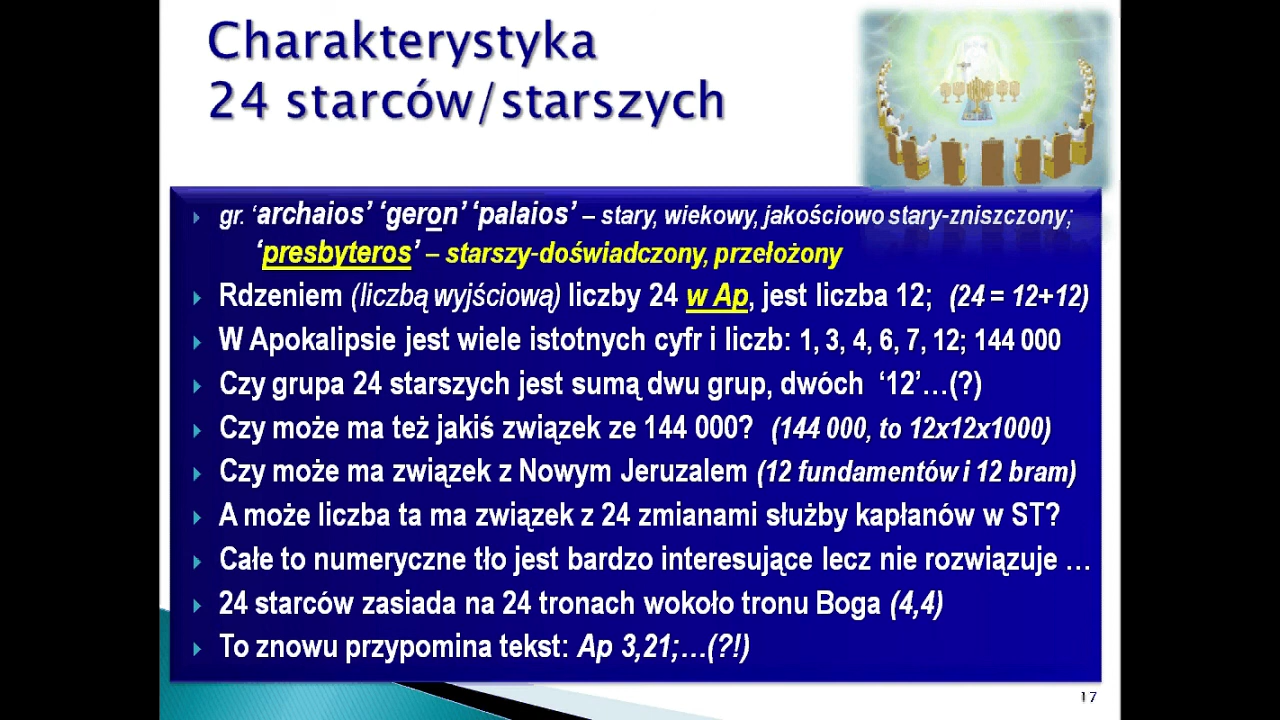 Charakterystyka
24 starców/starszych
gr. ‘archaios’ ‘geron’ ‘palaios’ – stary, wiekowy, jakościowo stary-zniszczony;
‘presbyteros’ – starszy-doświadczony, przełożony
Rdzeniem (liczbą wyjściową) liczby 24 w Ap, jest liczba 12; (24 = 12+12)
W Apokalipsie jest wiele istotnych cyfr i liczb: 1, 3, 4, 6, 7, 12; 144 000
Czy grupa 24 starszych jest sumą dwu grup, dwóch ‘12’…(?)
Czy może ma też jakiś związek ze 144 000? (144 000, to 12x12x1000)
Czy może ma związek z Nowym Jeruzalem (12 fundamentów i 12 bram)
A może liczba ta ma związek z 24 zmianami służby kapłanów w ST?
Całe to numeryczne tło jest bardzo interesujące lecz nie rozwiązuje …
24 starców zasiada na 24 tronach wokoło tronu Boga (4,4)
To znowu przypomina tekst: Ap 3,21;…(?!)
17